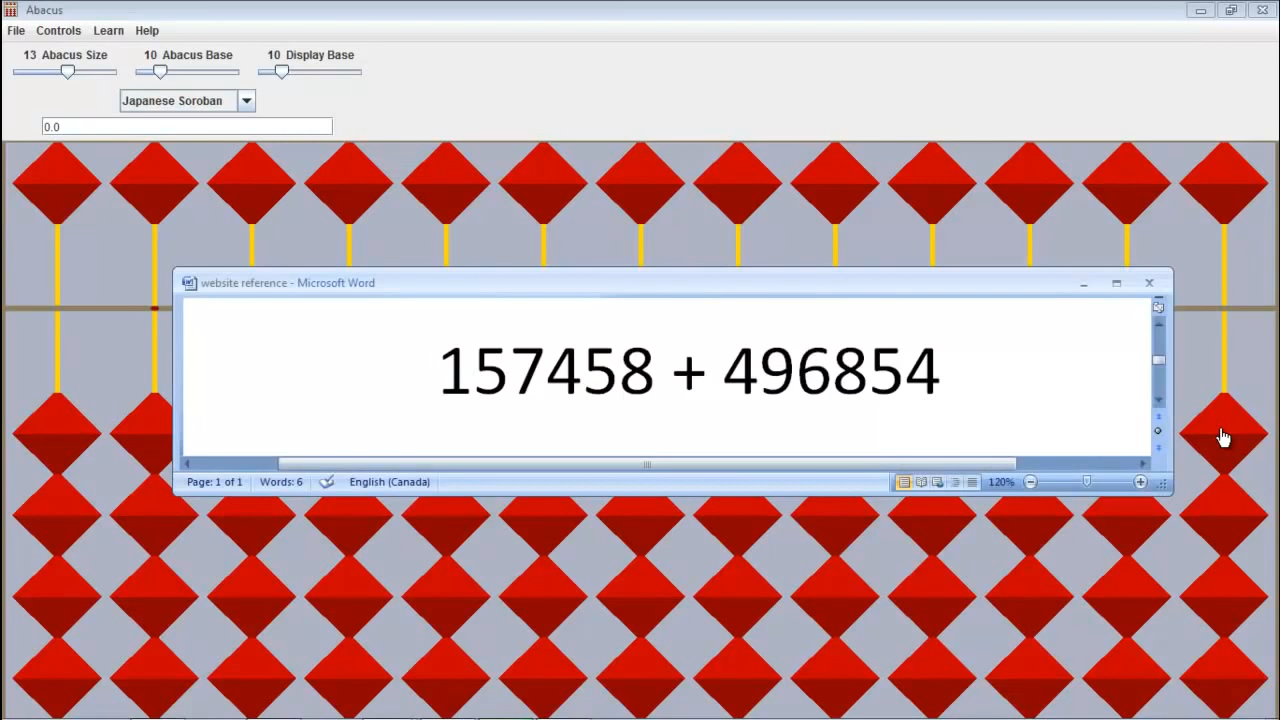 Abacus
File Controls Learn Help
13 Abacus Size 10 Abacus Base 10 Display Base
Japanese Soroban
0.0
website reference - Microsoft Word
157458 + 496854
Page: 1 of 1 Words: 6 English (Canada) 120%